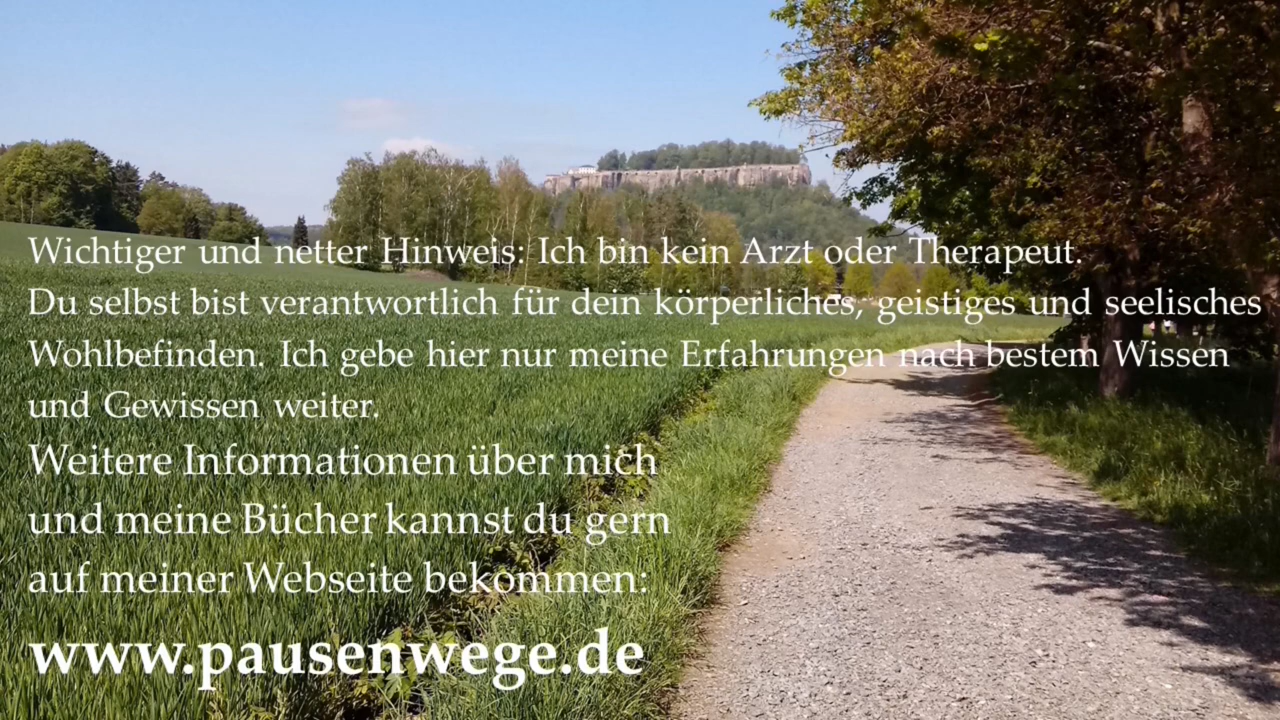 Wichtiger und netter Hinweis: Ich bin kein Arzt oder Therapeut.
Du selbst bist verantwortlich für dein körperliches, geistiges und seelisches
Wohlbefinden. Ich gebe hier nur meine Erfahrungen nach bestem Wissen
und Gewissen weiter.
Weitere Informationen über mich
und meine Bücher kannst du gern
auf meiner Webseite bekommen:
www.pausenwege.de